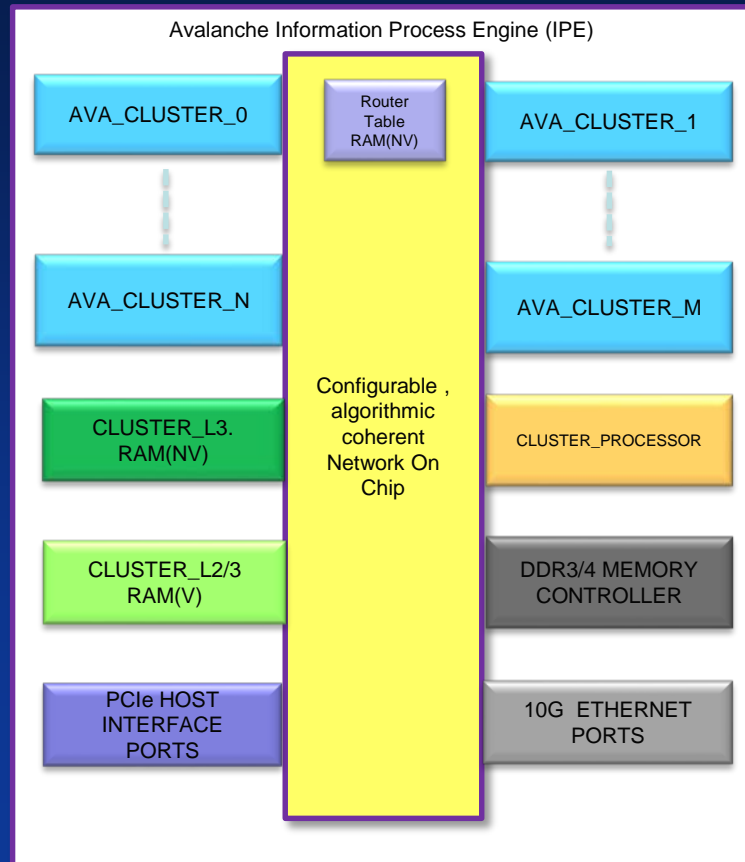 Avalanche Information Process Engine (IPE)
AVA_CLUSTER_0
Router
Table
RAM(NV)
AVA_CLUSTER_1
AVA_CLUSTER_N
AVA_CLUSTER_M
Configurable ,
algorithmic
coherent
Network On
Chip
CLUSTER_L3.
RAM(NV)
CLUSTER_PROCESSOR
CLUSTER_L2/3
RAM(V)
DDR3/4 MEMORY
CONTROLLER
PCIe HOST
INTERFACE
PORTS
10G  ETHERNET
PORTS